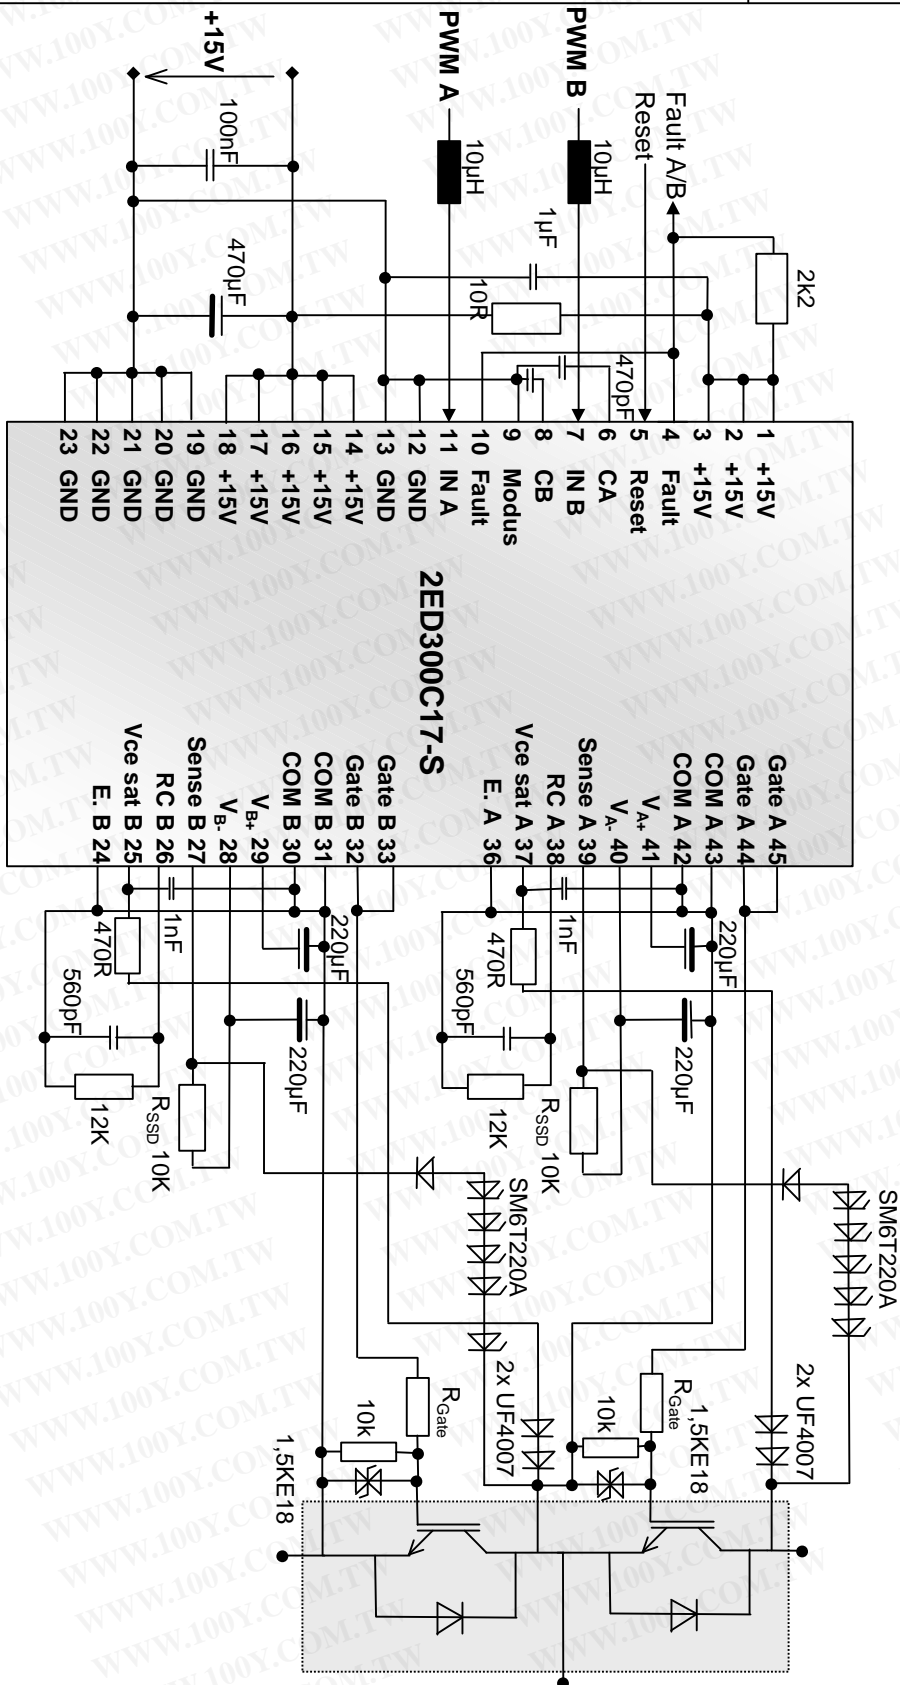 +15V
100nF
470µF
PWM A
10µH
PWM B
10µH
Fault A/B
Reset
1µF
10R
470pF
2k2
1 +15V
2 +15V
3 +15V
4 Fault
5 Reset
6 CA
7 IN B
8 CB
9 Modus
10 Fault
11 IN A
12 GND
13 GND
14 +15V
15 +15V
16 +15V
17 +15V
18 +15V
19 GND
20 GND
21 GND
22 GND
23 GND
2ED300C17-S
Gate A 45
Gate A 44
COM A 43
COM A 42
VA+ 41
VA- 40
Sense A 39
RC A 38
Vce sat A 37
E. A 36
Gate B 33
Gate B 32
COM B 31
COM B 30
VB+ 29
VB- 28
Sense B 27
RC B 26
Vce sat B 25
E. B 24
220µF
220µF
1nF
470R
560pF
12K
RSSD 10K
SM6T220A
2x UF4007
RGate
10k
1,5KE18
220µF
220µF
1nF
470R
560pF
12K
RSSD 10K
SM6T220A
2x UF4007
RGate
10k
1,5KE18
WWW.100Y.COM.TW